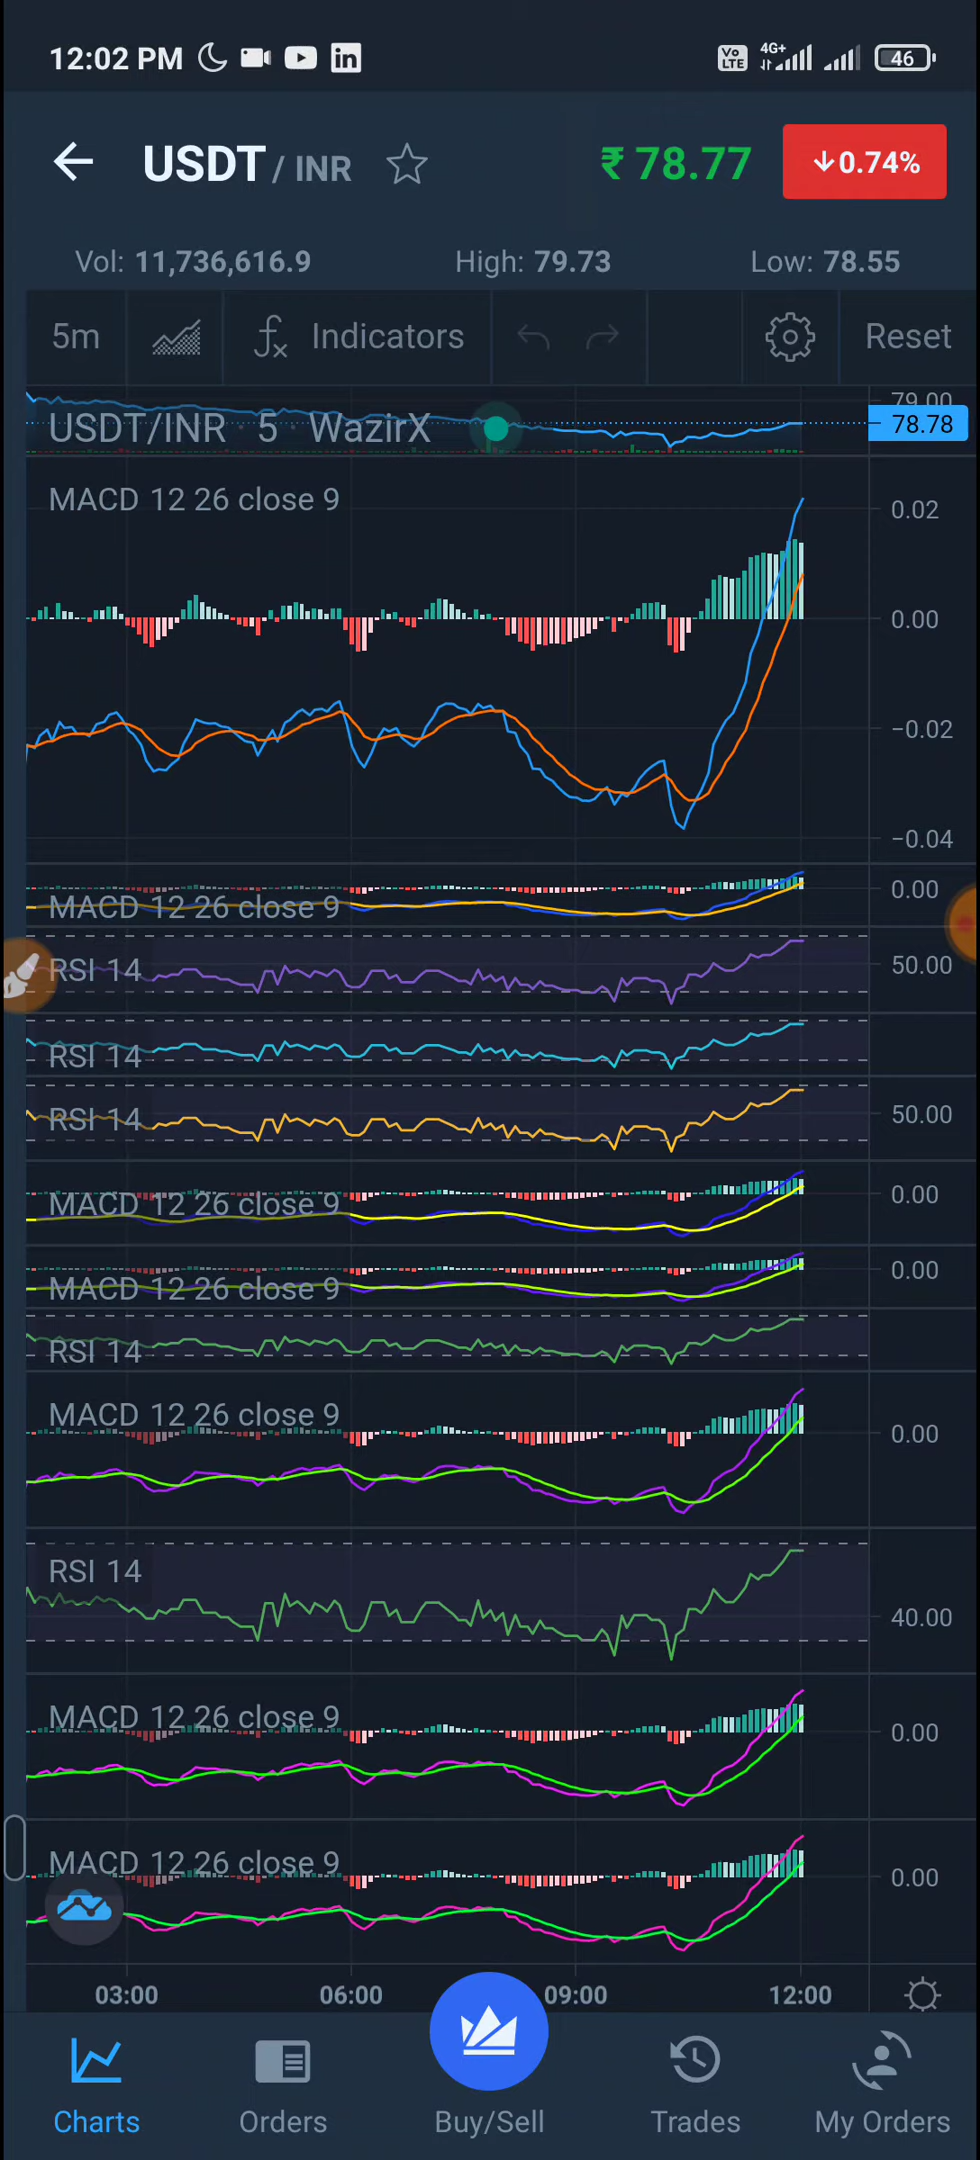 12:02 PM Vo LTE 4G+ 46
USDT / INR ₹ 78.77 ↓0.74%
Vol: 11,736,616.9 High: 79.73 Low: 78.55
5m fx Indicators Reset
79.00
USDT/INR · 5 · WazirX 78.78
MACD 12 26 close 9
0.02
0.00
−0.02
−0.04
0.00
MACD 12 26 close 9
RSI 14 50.00
RSI 14
RSI 14 50.00
MACD 12 26 close 9 0.00
0.00
MACD 12 26 close 9
RSI 14
MACD 12 26 close 9
0.00
RSI 14
40.00
MACD 12 26 close 9
0.00
MACD 12 26 close 9
0.00
03:00 06:00 09:00 12:00
Charts Orders Buy/Sell Trades My Orders